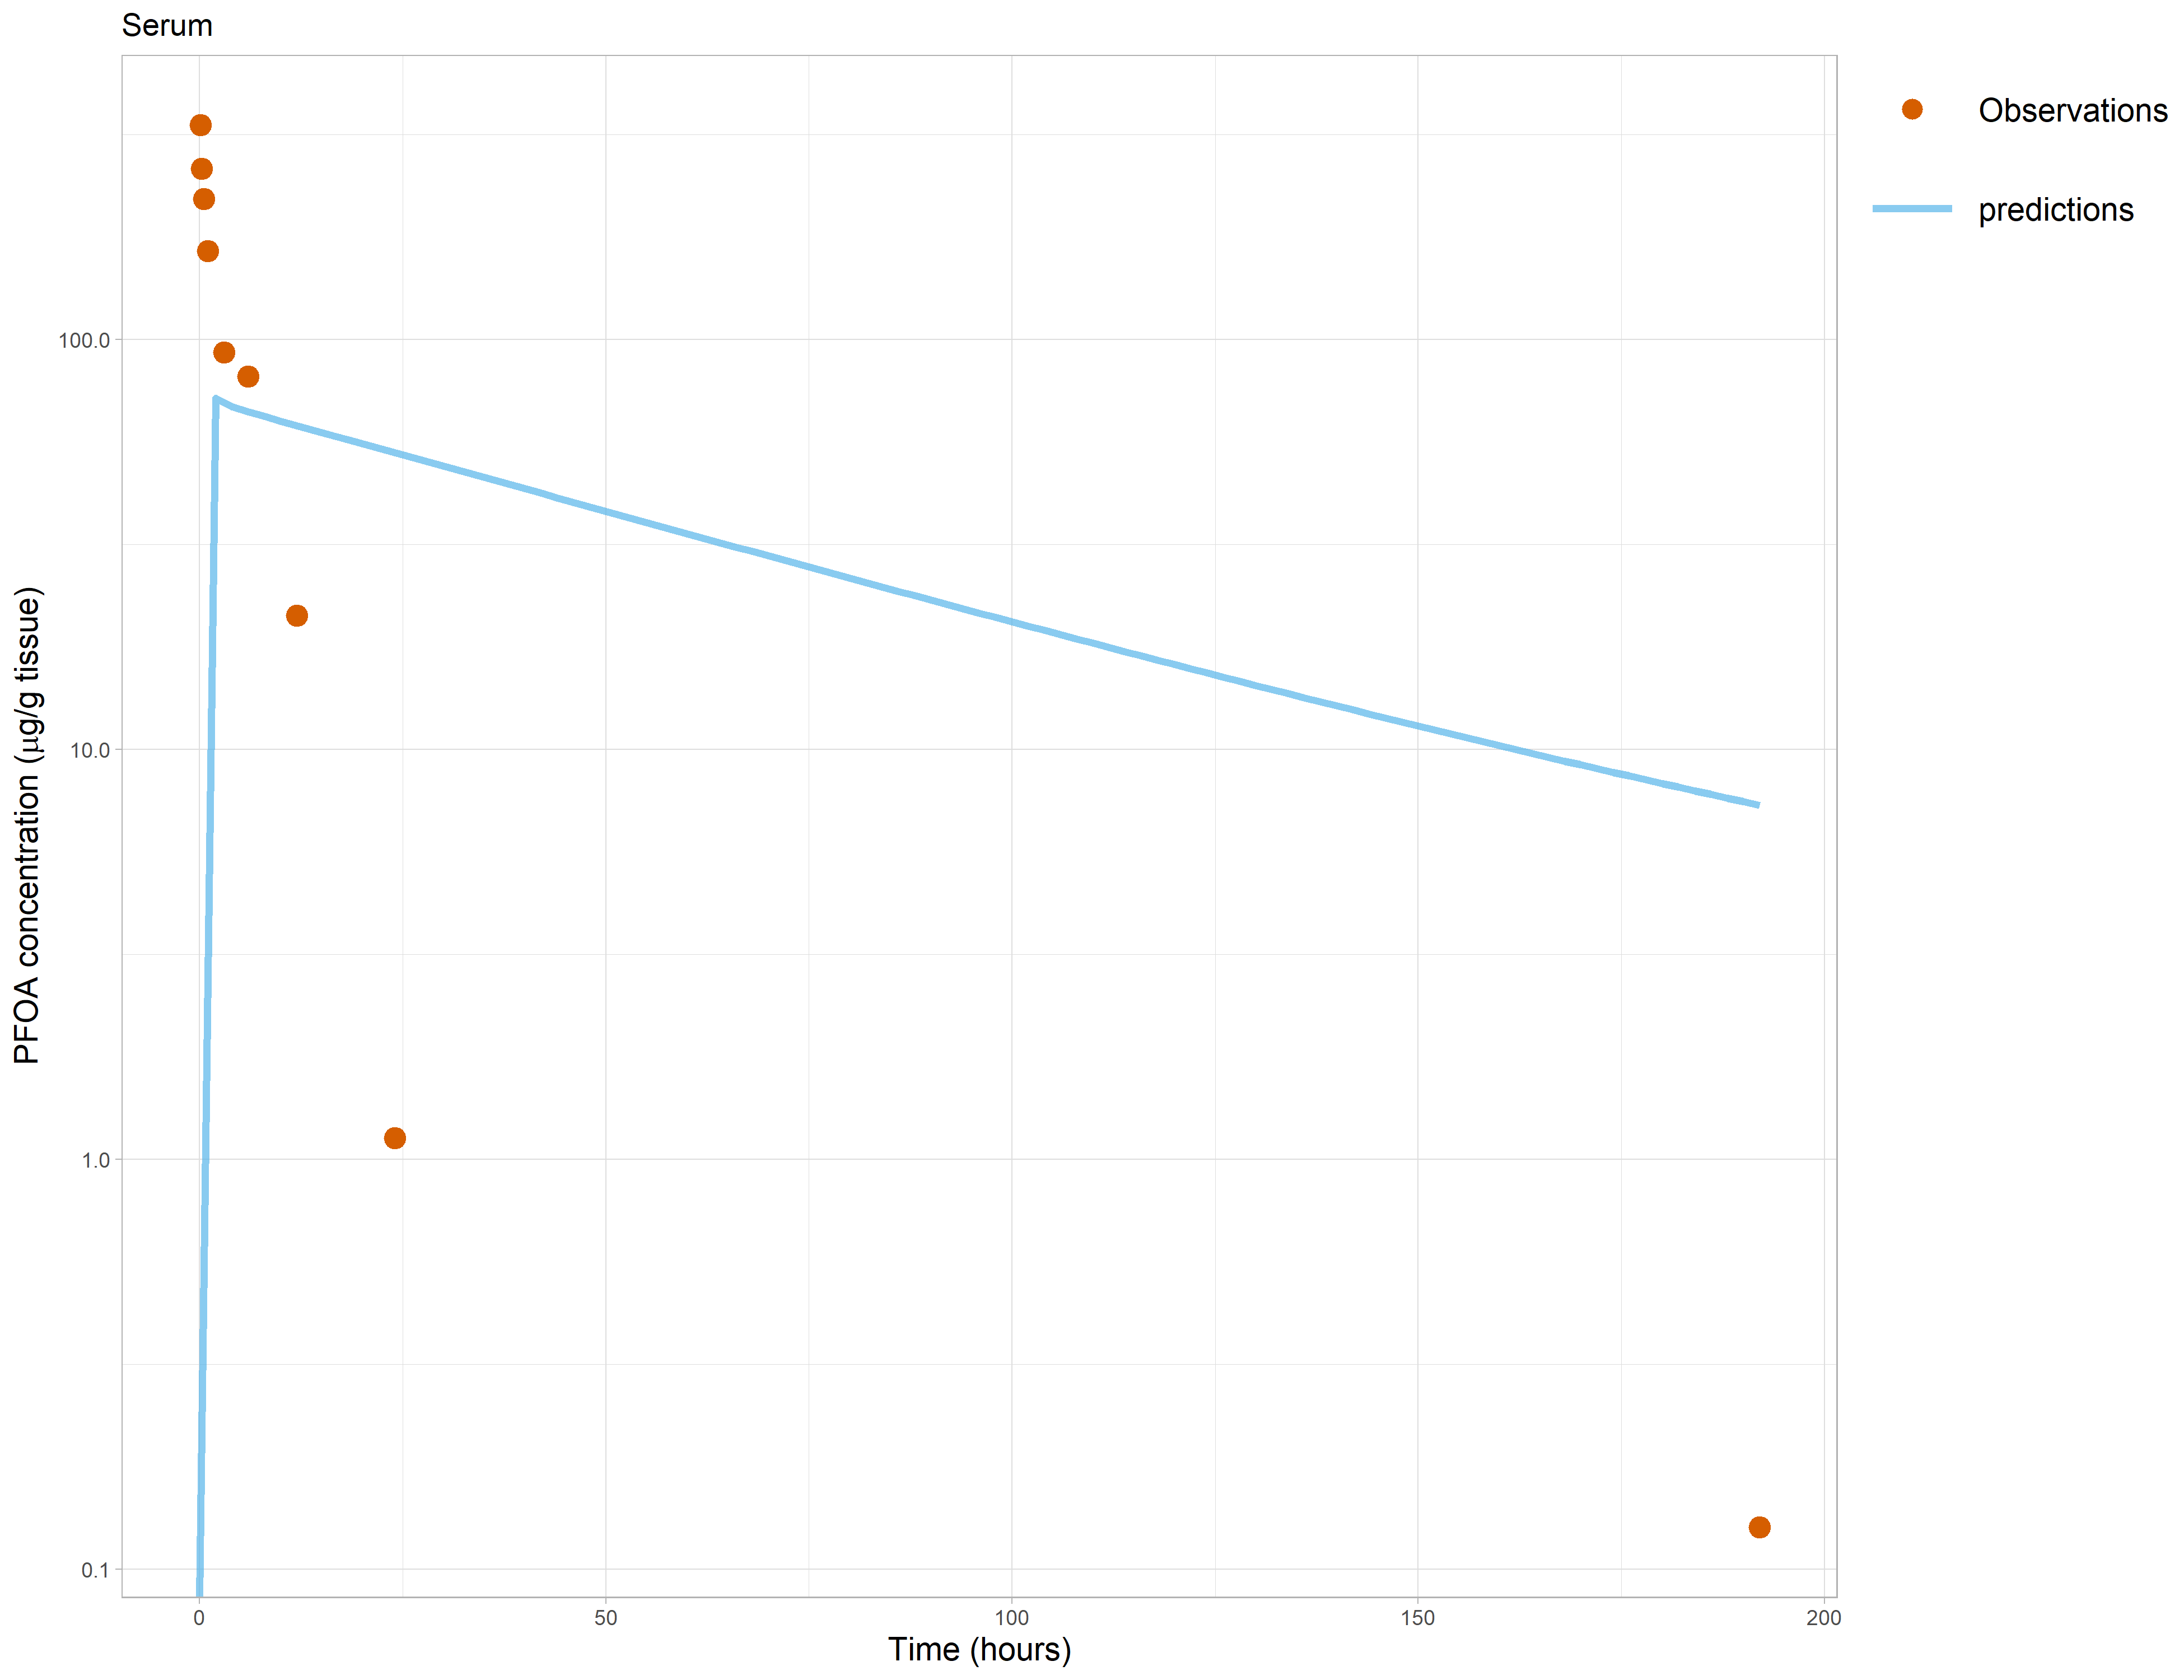 Serum
Observations
predictions
PFOA concentration (μg/g tissue)
100.0
10.0
1.0
0.1
0
50
100
150
200
Time (hours)